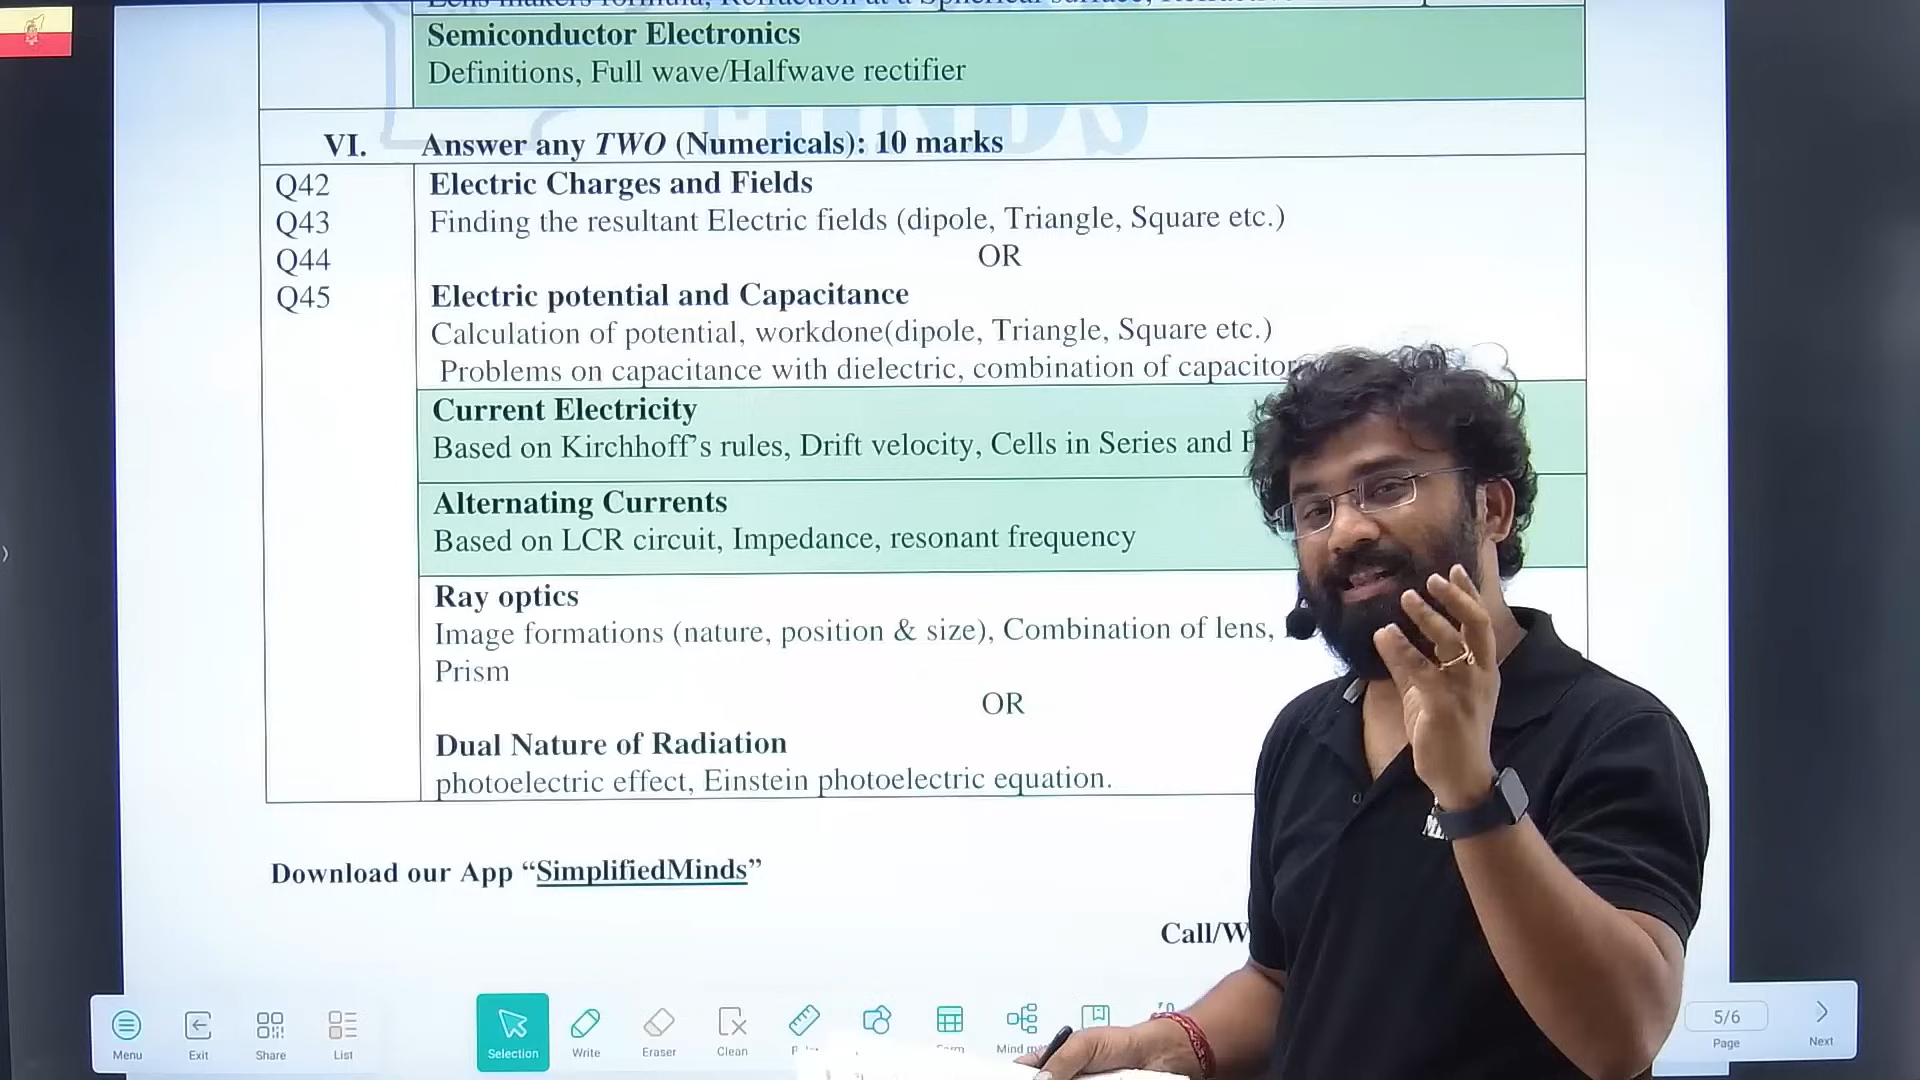 Semiconductor Electronics
Definitions, Full wave/Halfwave rectifier
MINDS
VI. Answer any TWO (Numericals): 10 marks
Q42 Electric Charges and Fields
Q43 Finding the resultant Electric fields (dipole, Triangle, Square etc.)
Q44 OR
Q45 Electric potential and Capacitance
Calculation of potential, workdone(dipole, Triangle, Square etc.)
Problems on capacitance with dielectric, combination of
Current Electricity
Based on Kirchhoff’s rules, Drift velocity, Cells in Series and
Alternating Currents
Based on LCR circuit, Impedance, resonant frequency
Ray optics
Image formations (nature, position & size), Combination of lens,
Prism
OR
Dual Nature of Radiation
photoelectric effect, Einstein photoelectric equation.
Download our App “SimplifiedMinds”
Menu Exit Share List Selection Write Eraser Clean Mind 5/6 Page Next